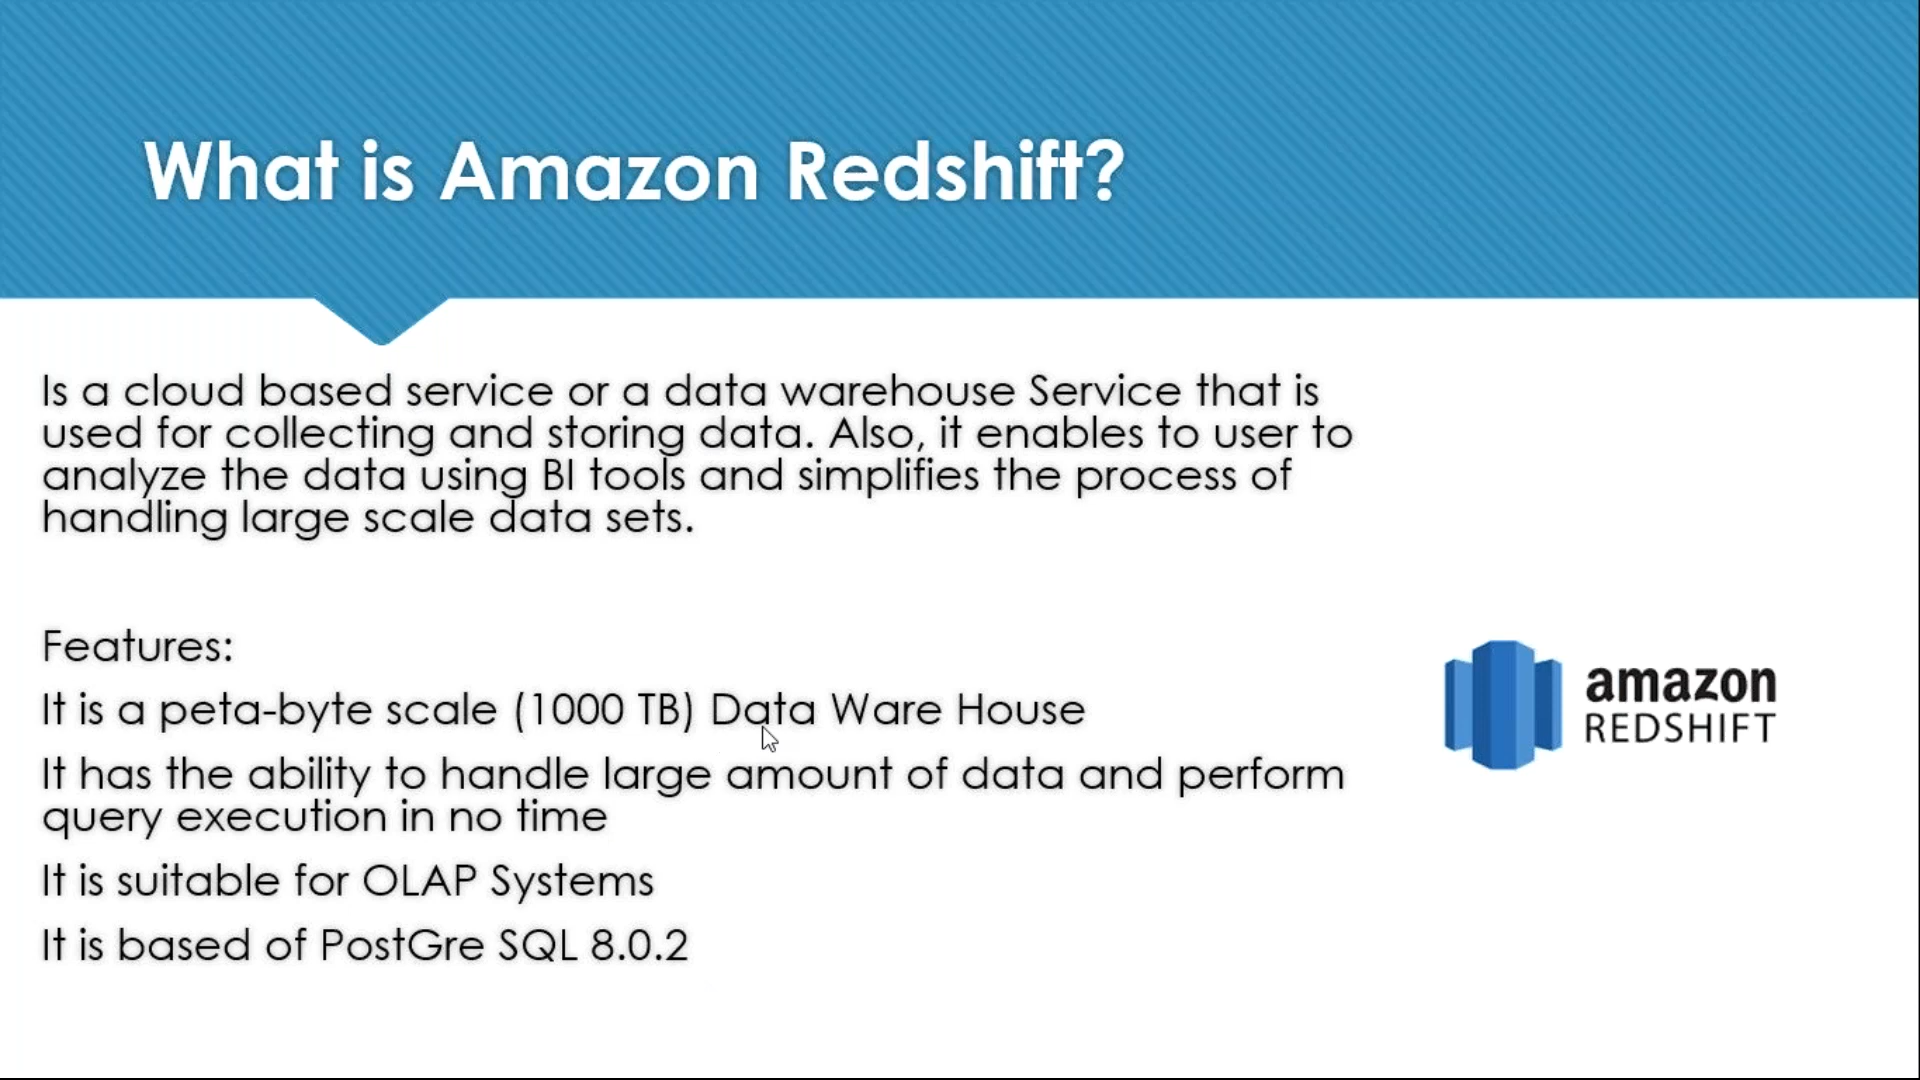 What is Amazon Redshift?
Is a cloud based service or a data warehouse Service that is
used for collecting and storing data. Also, it enables to user to
analyze the data using BI tools and simplifies the process of
handling large scale data sets.
Features:
It is a peta-byte scale (1000 TB) Data Ware House
It has the ability to handle large amount of data and perform
query execution in no time
It is suitable for OLAP Systems
It is based of PostGre SQL 8.0.2
amazon
REDSHIFT